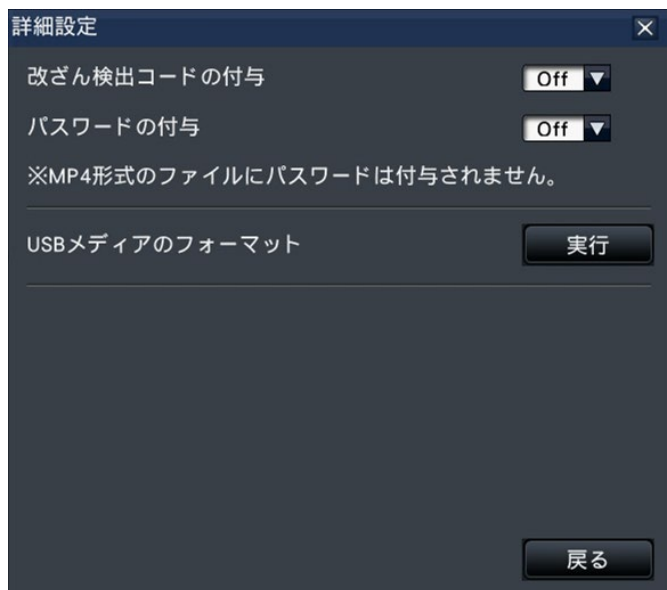 詳細設定
改ざん検出コードの付与 Off
パスワードの付与 Off
※MP4形式のファイルにパスワードは付与されません。
USBメディアのフォーマット 実行
戻る